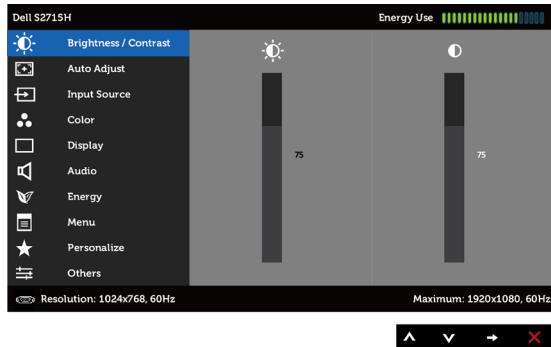 Dell S2715H
Energy Use
Brightness / Contrast
Auto Adjust
Input Source
Color
Display
Audio
Energy
Menu
Personalize
Others
75
75
Resolution: 1024x768, 60Hz
Maximum: 1920x1080, 60Hz